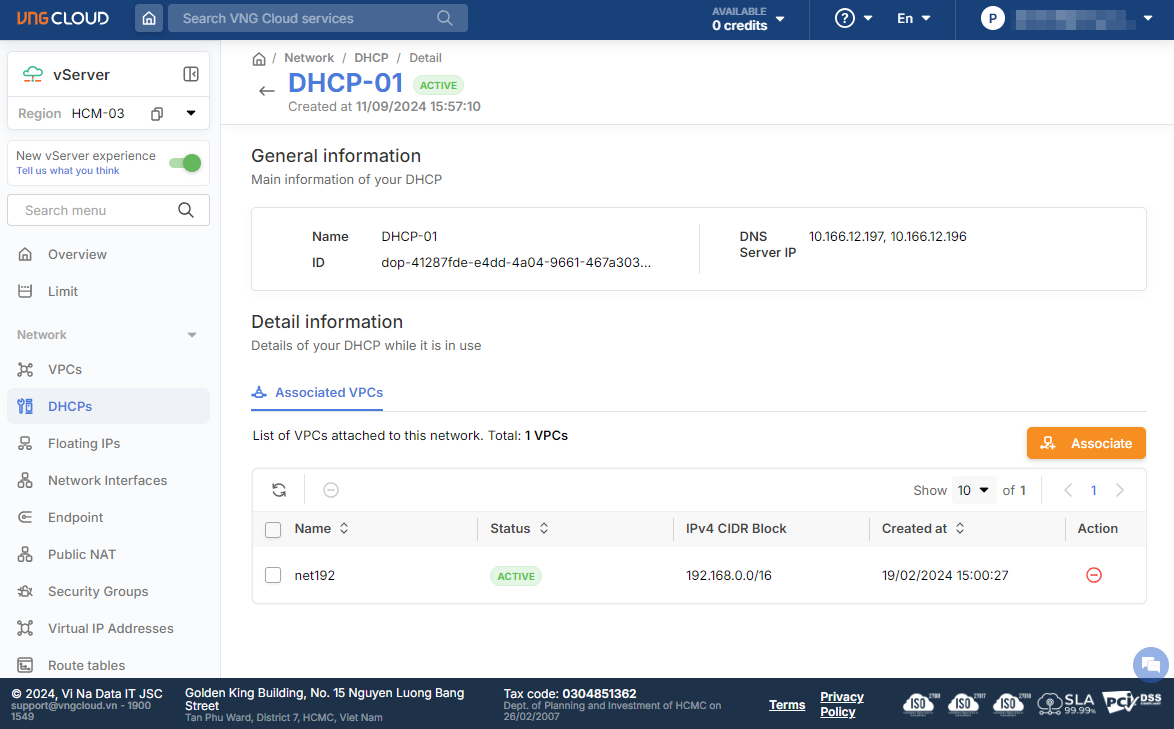 VNG CLOUD
Search VNG Cloud services
AVAILABLE
0 credits
?
En
P
vServer
Region HCM-03
New vServer experience
Tell us what you think
Search menu
Overview
Limit
Network
VPCs
DHCPs
Floating IPs
Network Interfaces
Endpoint
Public NAT
Security Groups
Virtual IP Addresses
Route tables
/ Network / DHCP / Detail
DHCP-01 ACTIVE
Created at 11/09/2024 15:57:10
General information
Main information of your DHCP
Name DHCP-01
ID dop-41287fde-e4dd-4a04-9661-467a303...
DNS Server IP 10.166.12.197, 10.166.12.196
Detail information
Details of your DHCP while it is in use
Associated VPCs
List of VPCs attached to this network. Total: 1 VPCs
Associate
Show 10 of 1
1
Name Status IPv4 CIDR Block Created at Action
net192 ACTIVE 192.168.0.0/16 19/02/2024 15:00:27
© 2024, Vi Na Data IT JSC
support@vngcloud.vn - 1900
1549
Golden King Building, No. 15 Nguyen Luong Bang
Street
Tan Phu Ward, District 7, HCMC, Viet Nam
Tax code: 0304851362
Dept. of Planning and Investment of HCMC on
26/02/2007
Terms
Privacy
Policy
ISO
ISO
ISO
SLA
99.99%
PCI DSS